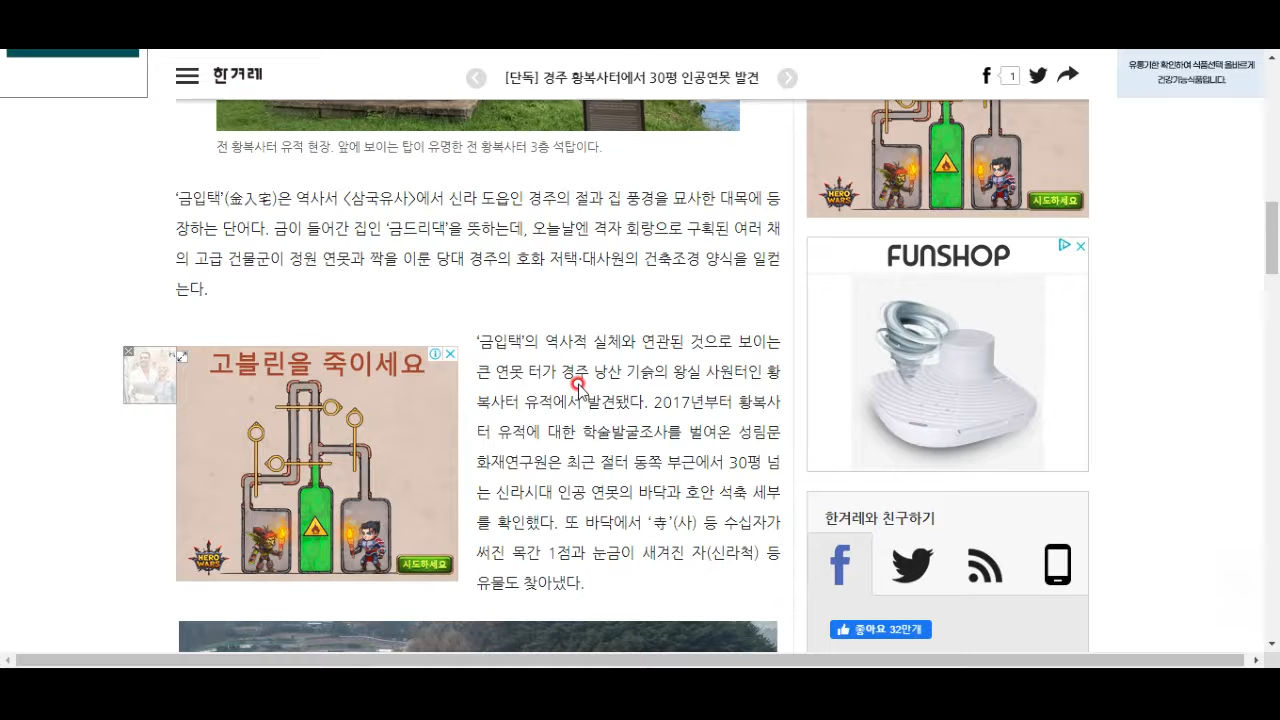 한겨레
[단독] 경주 황복사터에서 30평 인공연못 발견
1
유통기한 확인하여 식품선택 올바르게
건강기능식품입니다.
전 황복사터 유적 현장. 앞에 보이는 탑이 유명한 전 황복사터 3층 석탑이다.
‘금입택’(金入宅)은 역사서 〈삼국유사〉에서 신라 도읍인 경주의 절과 집 풍경을 묘사한 대목에 등
장하는 단어다. 금이 들어간 집인 ‘금드리댁’을 뜻하는데, 오늘날엔 격자 회랑으로 구획된 여러 채
의 고급 건물군이 정원 연못과 짝을 이룬 당대 경주의 호화 저택·대사원의 건축조경 양식을 일컫
는다.
HERO WARS
시도하세요
FUNSHOP
고블린을 죽이세요
HERO WARS
시도하세요
‘금입택’의 역사적 실체와 연관된 것으로 보이는
큰 연못 터가 경주 낭산 기슭의 왕실 사원터인 황
복사터 유적에서 발견됐다. 2017년부터 황복사
터 유적에 대한 학술발굴조사를 벌여온 성림문
화재연구원은 최근 절터 동쪽 부근에서 30평 넘
는 신라시대 인공 연못의 바닥과 호안 석축 세부
를 확인했다. 또 바닥에서 ‘寺’(사) 등 수십자가
써진 목간 1점과 눈금이 새겨진 자(신라척) 등
유물도 찾아냈다.
한겨레와 친구하기
좋아요 32만개